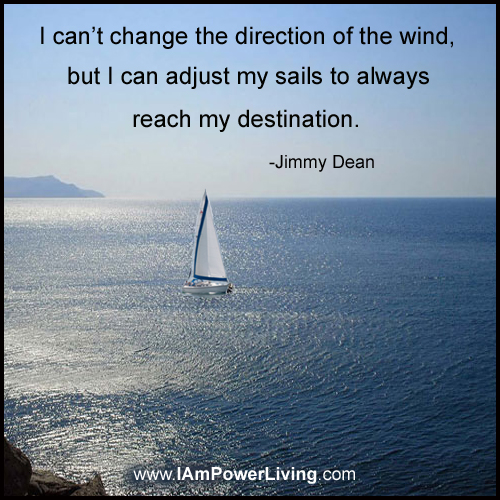 I can’t change the direction of the wind,
but I can adjust my sails to always
reach my destination.
-Jimmy Dean
www.IAmPowerLiving.com